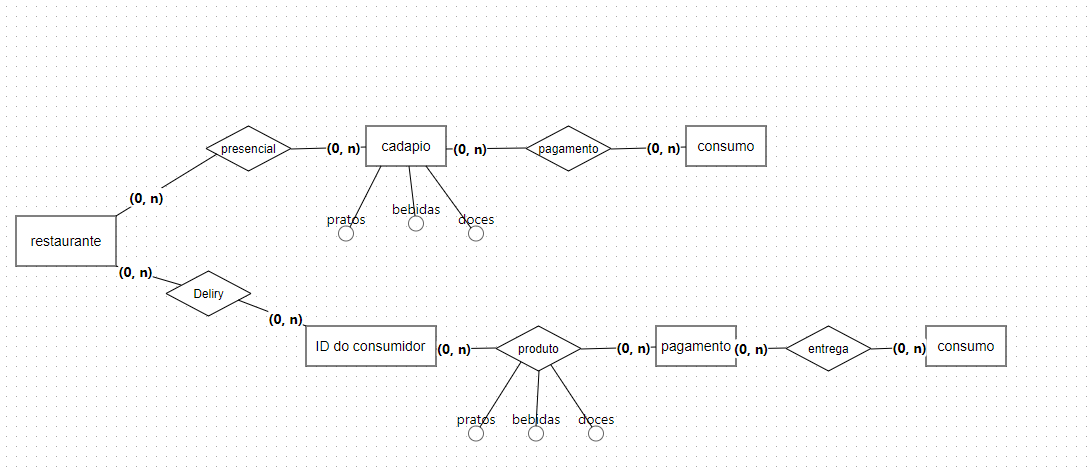 presencial
(0, n)
cadapio
(0, n)
pagamento
(0, n)
consumo
(0, n)
pratos
bebidas
doces
restaurante
(0, n)
Deliry
(0, n)
ID do consumidor
(0, n)
produto
(0, n)
pagamento
(0, n)
entrega
(0, n)
consumo
pratos
bebidas
doces